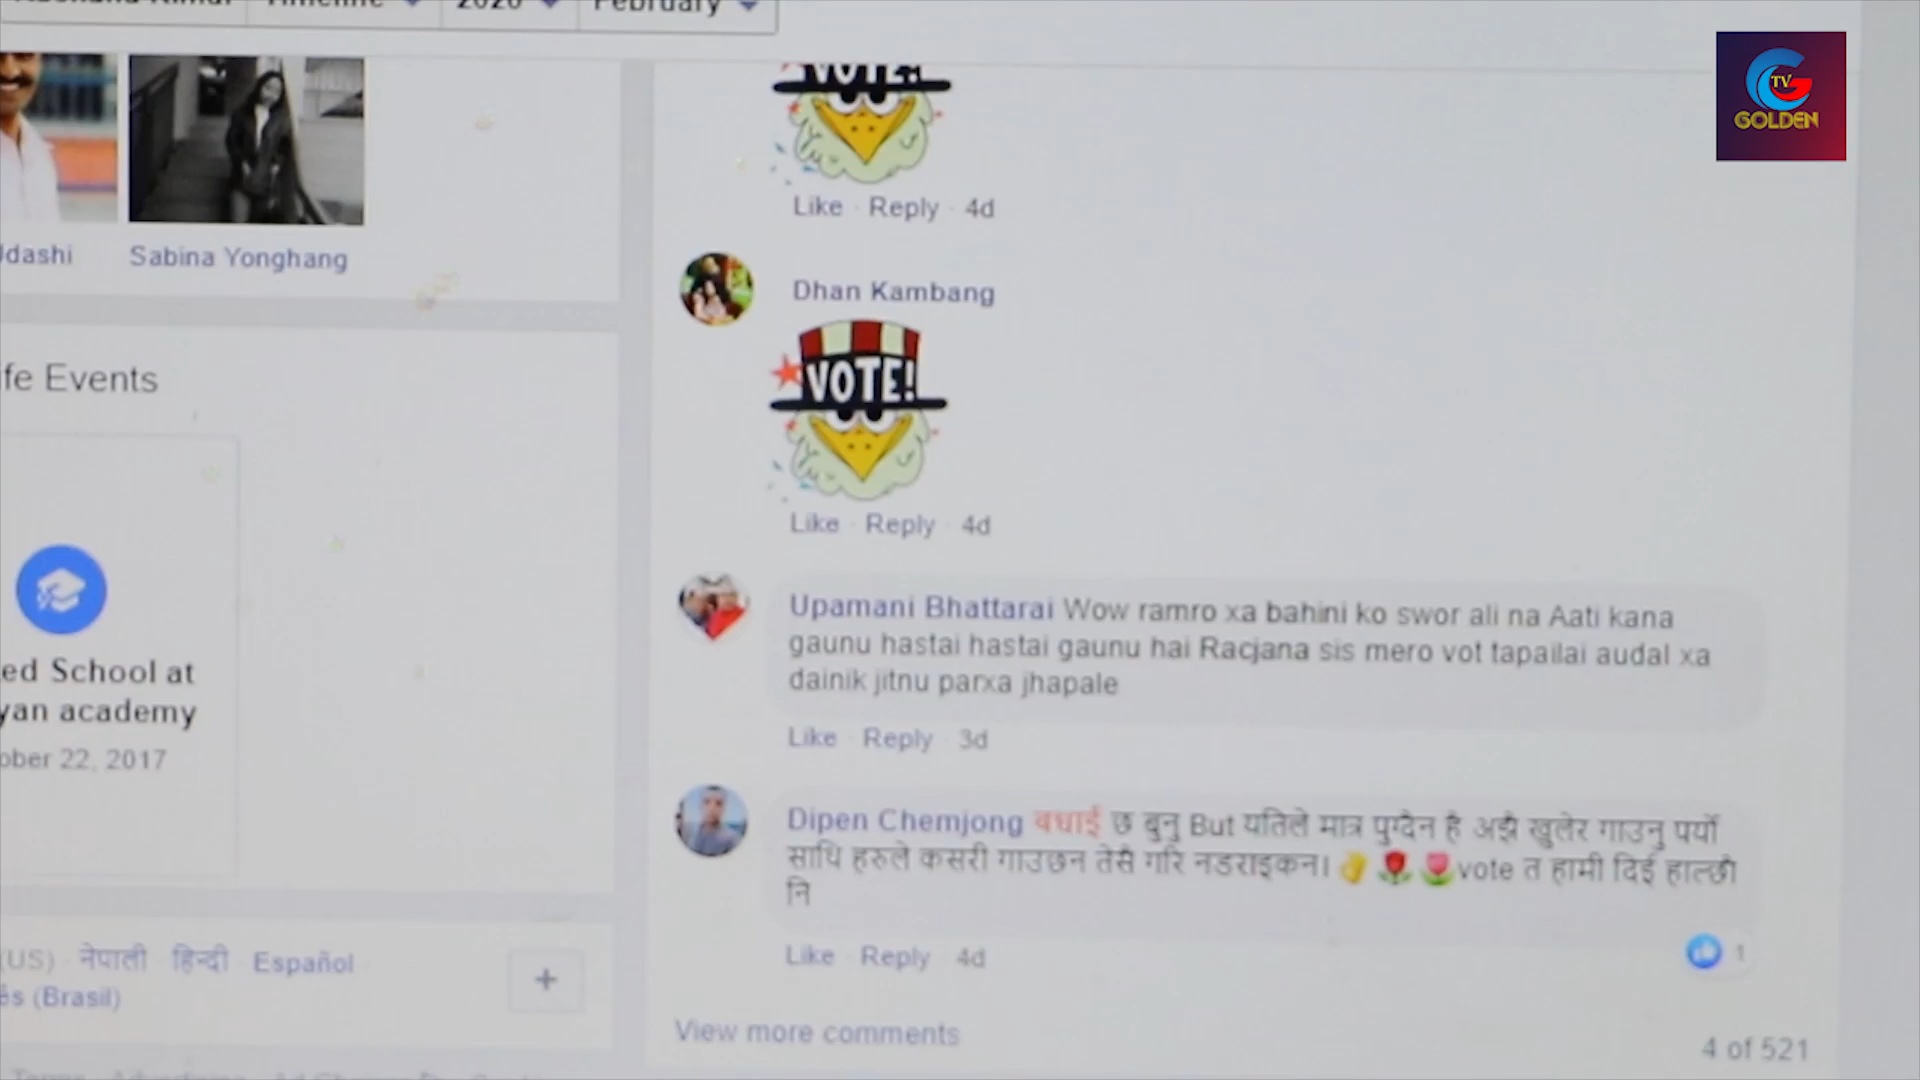 Timeline
2020
February
TV
GOLDEN
VOTE!
Like · Reply · 4d
Udashi
Sabina Yonghang
Dhan Kambang
VOTE!
Like · Reply · 4d
fe Events
Upamani Bhattarai Wow ramro xa bahini ko swor ali na Aati kana
gaunu hastai hastai gaunu hai Racjana sis mero vot tapailai audal xa
dainik jitnu parxa jhapale
Like · Reply · 3d
ed School at
yan academy
ober 22, 2017
Dipen Chemjong बधाई छ बुनु But यतिले मात्र पुग्दैन है अझै खुलेर गाउनु पर्यो
साथि हरुले कसरी गाउछन तेसै गरि नडराइकन। vote त हामी दिई हाल्छौ
नि
1
Like · Reply · 4d
(US) · नेपाली · हिन्दी · Español
ês (Brasil)
+
View more comments
4 of 521